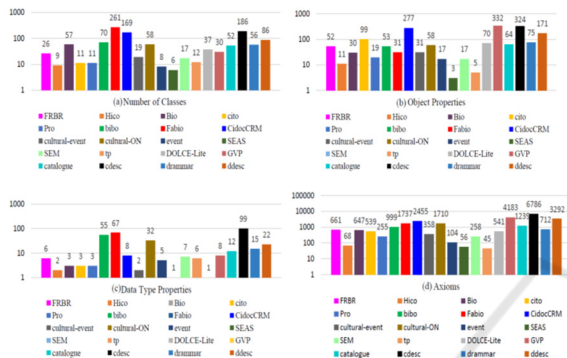 1000
100
10
1
26 9 57 11 11 70 261 169 19 58 8 6 17 12 37 30 52 186 56 86
(a)Number of Classes
FRBR Hico Bio cito
Pro bibo Fabio CidocCRM
cultural-event cultural-ON event SEAS
SEM tp DOLCE-Lite GVP
catalogue cdesc drammar ddesc
1000
100
10
1
52 11 30 99 19 53 31 277 31 58 17 3 17 5 70 332 64 324 75 171
(b) Object Properties
FRBR Hico Bio cito
Pro bibo Fabio CidocCRM
cultural-event cultural-ON event SEAS
SEM tp DOLCE-Lite GVP
catalogue cdesc drammar ddesc
1000
100
10
1
6 2 3 3 3 55 67 8 2 32 5 1 7 6 1 8 12 99 15 22
(c)Data Type Properties
FRBR Hico Bio cito
Pro bibo Fabio CidocCRM
cultural-event cultural-ON event SEAS
SEM tp DOLCE-Lite GVP
catalogue cdesc drammar ddesc
100000
10000
1000
100
10
1
661 68 647 539 255 999 1737 2455 358 1710 104 56 258 45 541 4183 1239 6786 712 3292
(d) Axioms
FRBR Hico Bio cito
Pro bibo Fabio CidocCRM
cultural-event cultural-ON event SEAS
SEM tp DOLCE-Lite GVP
catalogue cdesc drammar ddesc